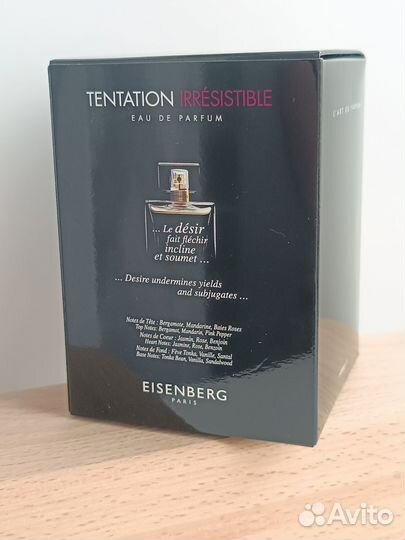 TENTATION IRRÉSISTIBLE
EAU DE PARFUM
... Le désir
fait fléchir
incline
et soumet ...
... Desire undermines yields
and subjugates ...
Notes de Tête : Bergamote, Mandarine, Baies Roses
Top Notes: Bergamot, Mandarin, Pink Pepper
Notes de Coeur : Jasmin, Rose, Benjoin
Heart Notes: Jasmine, Rose, Benzoin
Notes de Fond : Fève Tonka, Vanille, Santal
Base Notes: Tonka Bean, Vanilla, Sandalwood
EISENBERG
PARIS
L'ART DU PARFUM
Avito